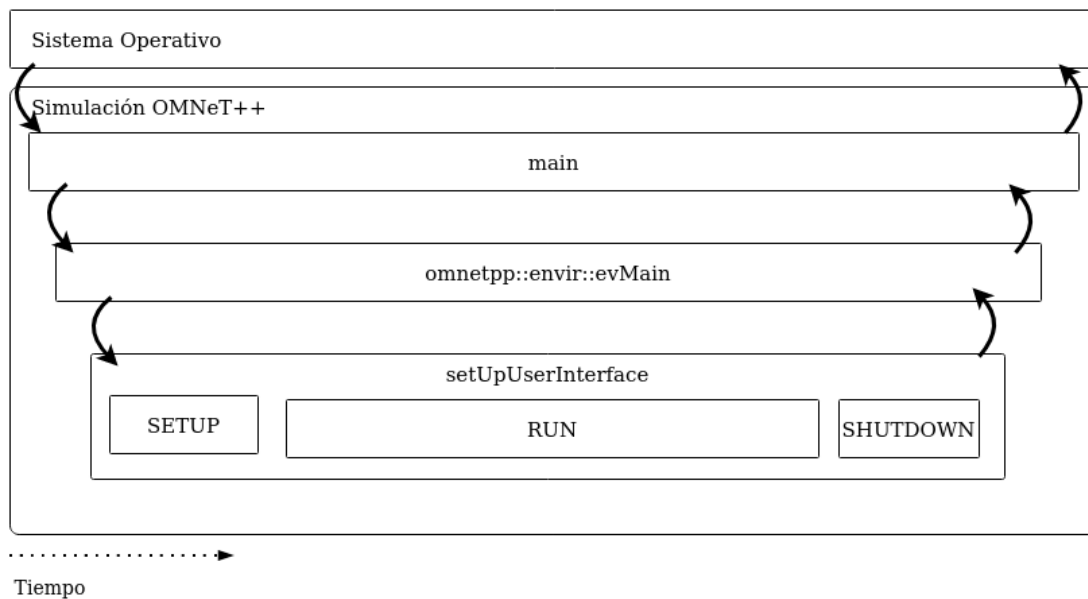 Sistema Operativo
Simulación OMNeT++
main
omnetpp::envir::evMain
setUpUserInterface
SETUP
RUN
SHUTDOWN
Tiempo